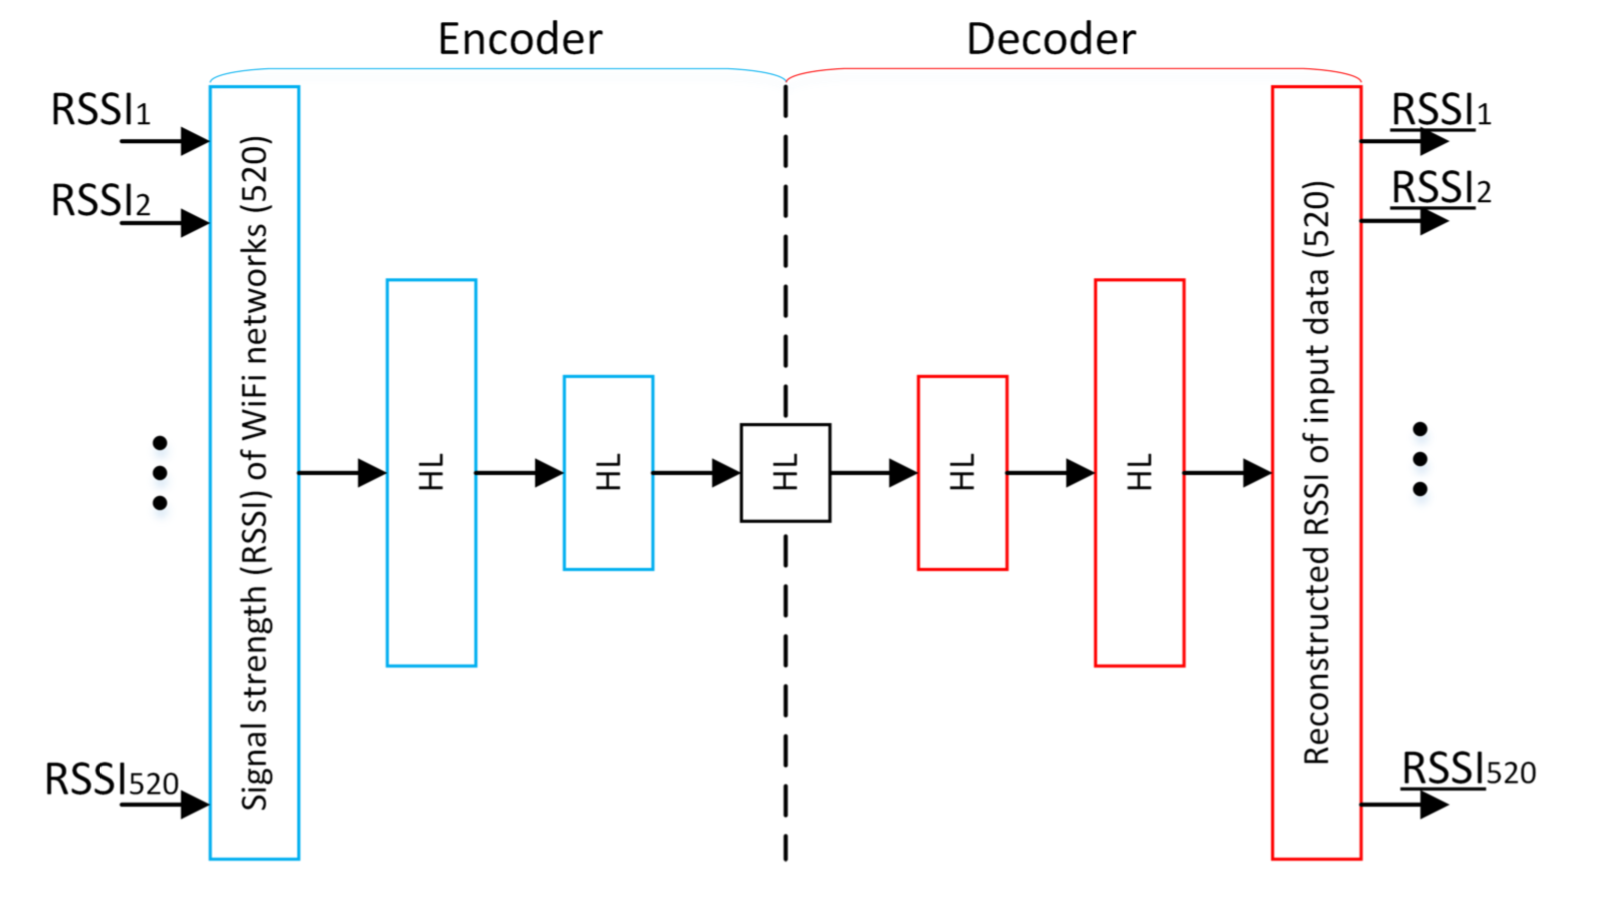 Encoder
Decoder
RSSI1
RSSI2
RSSI520
Signal strength (RSSI) of WiFi networks (520)
HL
HL
HL
HL
HL
Reconstructed RSSI of input data (520)
RSSI1
RSSI2
RSSI520